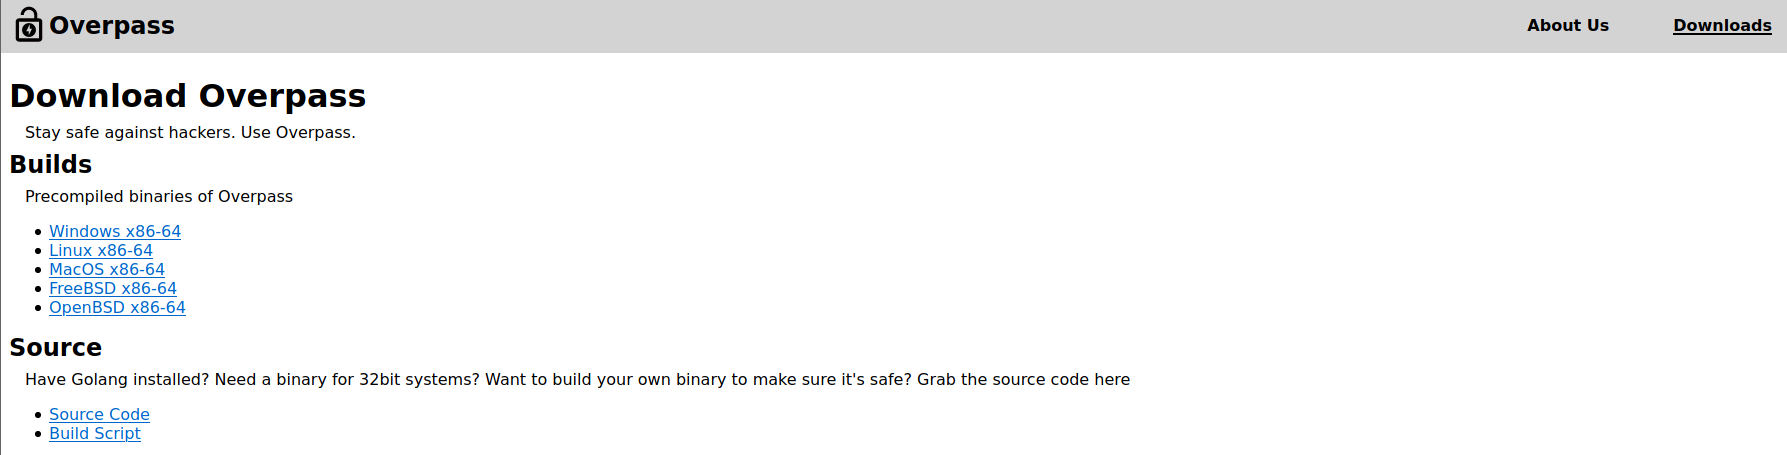 Overpass
About Us
Downloads
Download Overpass
Stay safe against hackers. Use Overpass.
Builds
Precompiled binaries of Overpass
Windows x86-64
Linux x86-64
MacOS x86-64
FreeBSD x86-64
OpenBSD x86-64
Source
Have Golang installed? Need a binary for 32bit systems? Want to build your own binary to make sure it's safe? Grab the source code here
Source Code
Build Script